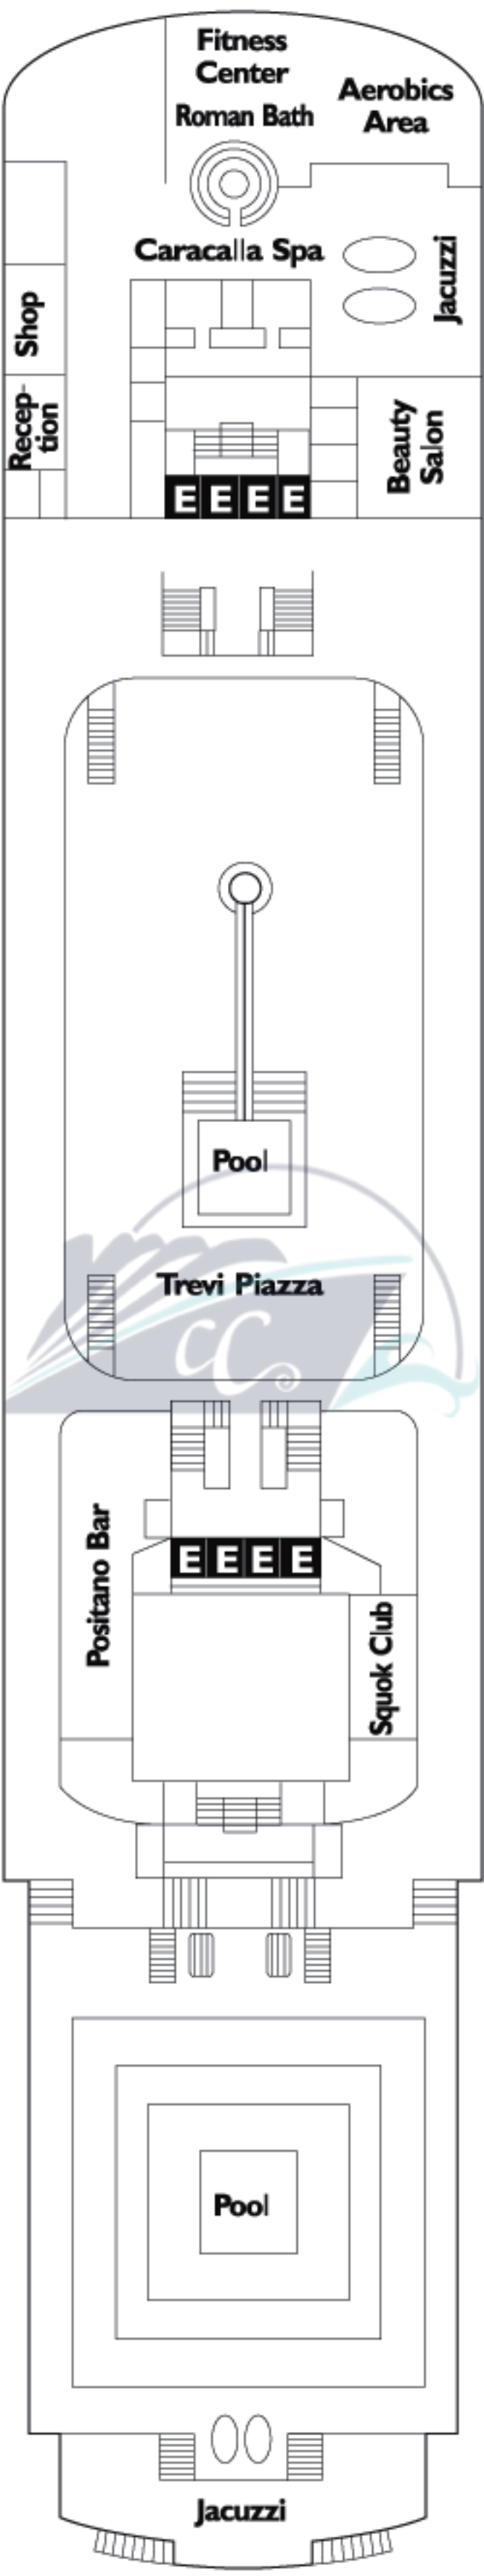 Fitness
Center
Aerobics
Area
Roman Bath
Caracalla Spa
Jacuzzi
Shop
Recep-
tion
Beauty
Salon
E E E E
Pool
Trevi Piazza
cC
Positano Bar
E E E E
Squok Club
Pool
Jacuzzi